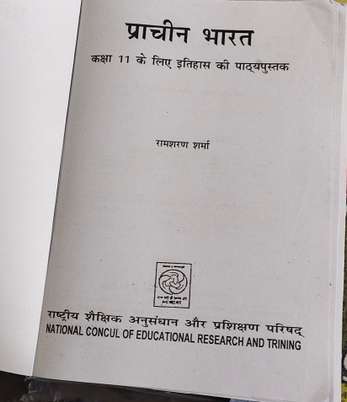 प्राचीन भारत
कक्षा 11 के लिए इतिहास की पाठ्यपुस्तक
रामशरण शर्मा
राष्ट्रीय शैक्षिक अनुसंधान और प्रशिक्षण परिषद्
NATIONAL CONCUL OF EDUCATIONAL RESEARCH AND TRINING